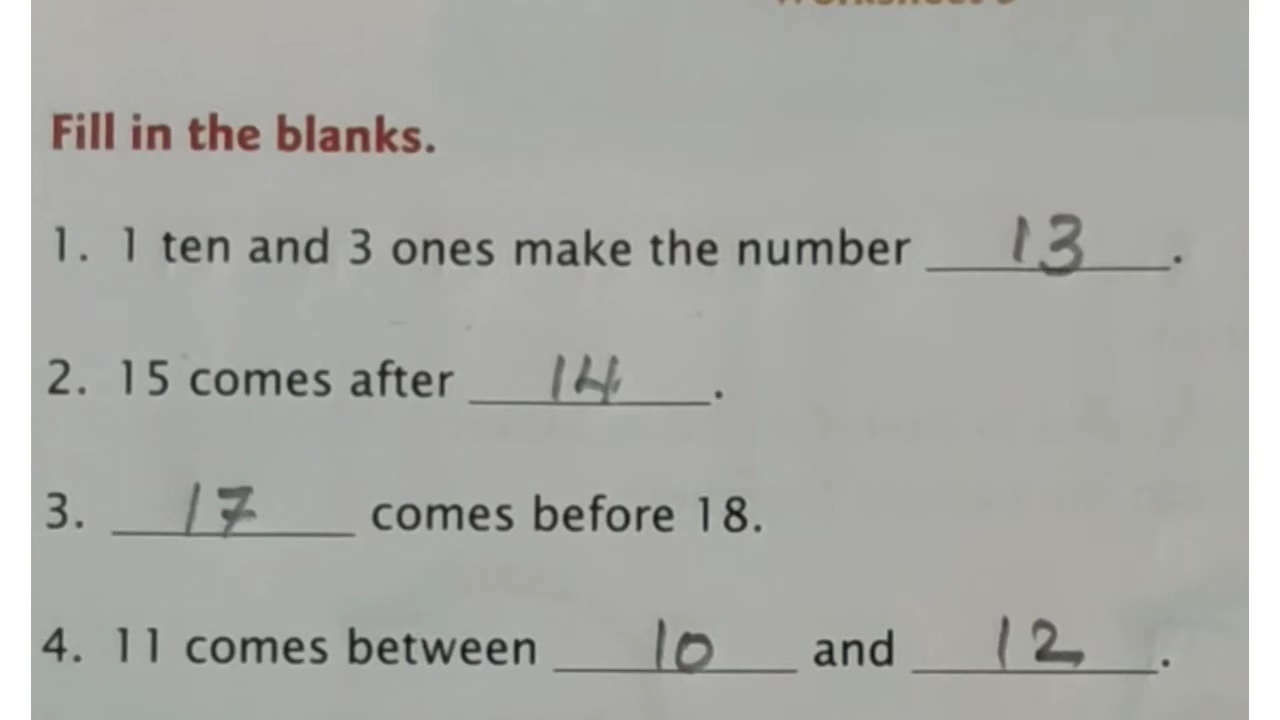 Fill in the blanks.
1. 1 ten and 3 ones make the number 13.
2. 15 comes after 14.
3. 17 comes before 18.
4. 11 comes between 10 and 12.